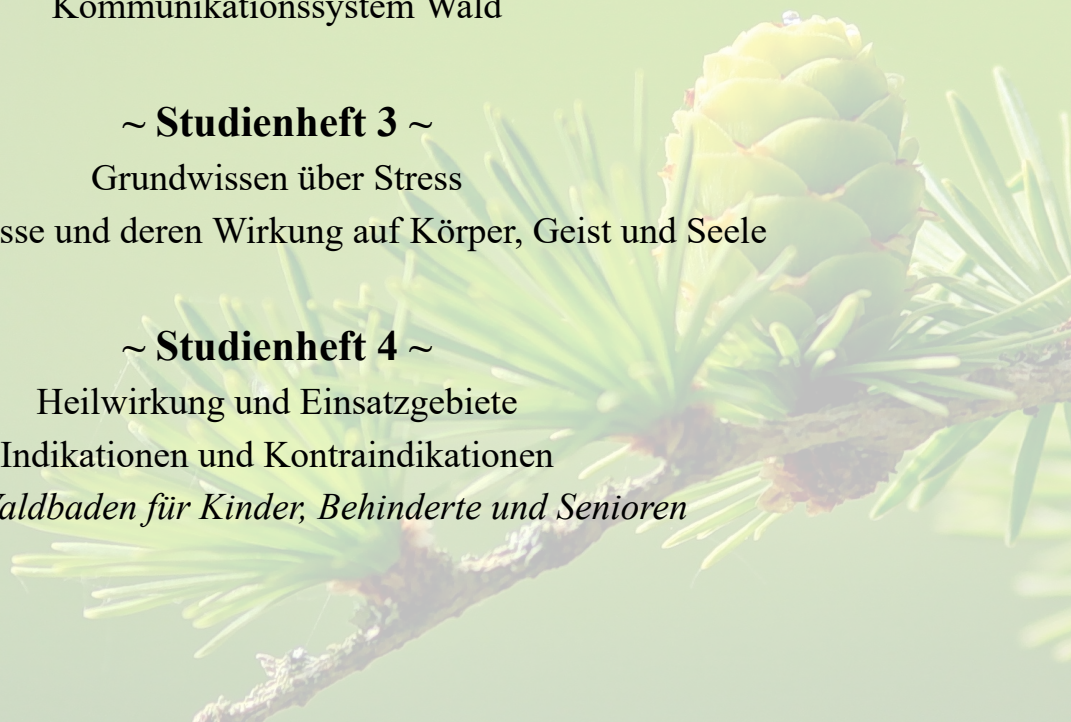 Kommunikationssystem Wald
~ Studienheft 3 ~
Grundwissen über Stress
sse und deren Wirkung auf Körper, Geist und Seele
~ Studienheft 4 ~
Heilwirkung und Einsatzgebiete
Indikationen und Kontraindikationen
aldbaden für Kinder, Behinderte und Senioren